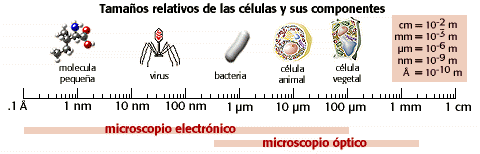 Tamaños relativos de las células y sus componentes
molecula
pequeña
virus
bacteria
célula
animal
célula
vegetal
cm = 10-2 m
mm = 10-3 m
µm = 10-6 m
nm = 10-9 m
Å = 10-10 m
.1 Å 1 nm 10 nm 100 nm 1 µm 10 µm 100 µm 1 mm 1 cm
microscopio electrónico
microscopio óptico